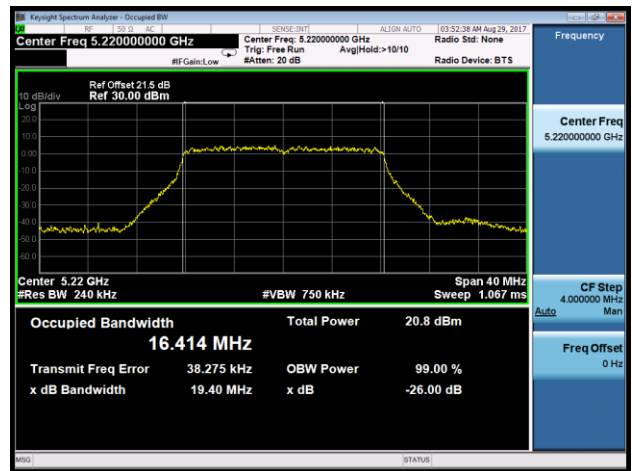 Keysight Spectrum Analyzer - Occupied BW
RF 50 Ω AC SENSE:INT ALIGN AUTO 03:52:38 AM Aug 29, 2017
Center Freq 5.220000000 GHz Center Freq: 5.220000000 GHz Radio Std: None
Trig: Free Run Avg|Hold:>10/10
#IFGain:Low #Atten: 20 dB Radio Device: BTS
Frequency
Ref Offset 21.5 dB
10 dB/div Ref 30.00 dBm
Log
20.0
10.0
0.00
-10.0
-20.0
-30.0
-40.0
-50.0
-60.0
Center 5.22 GHz Span 40 MHz
#Res BW 240 kHz #VBW 750 kHz Sweep 1.067 ms
Center Freq
5.220000000 GHz
CF Step
4.000000 MHz
Auto Man
Freq Offset
0 Hz
Occupied Bandwidth Total Power 20.8 dBm
16.414 MHz
Transmit Freq Error 38.275 kHz OBW Power 99.00 %
x dB Bandwidth 19.40 MHz x dB -26.00 dB
MSG STATUS